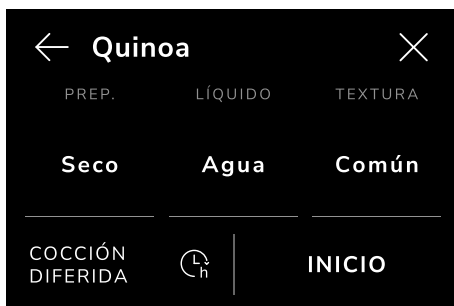 Quinoa
PREP. LÍQUIDO TEXTURA
Seco Agua Común
COCCIÓN
DIFERIDA
h
INICIO